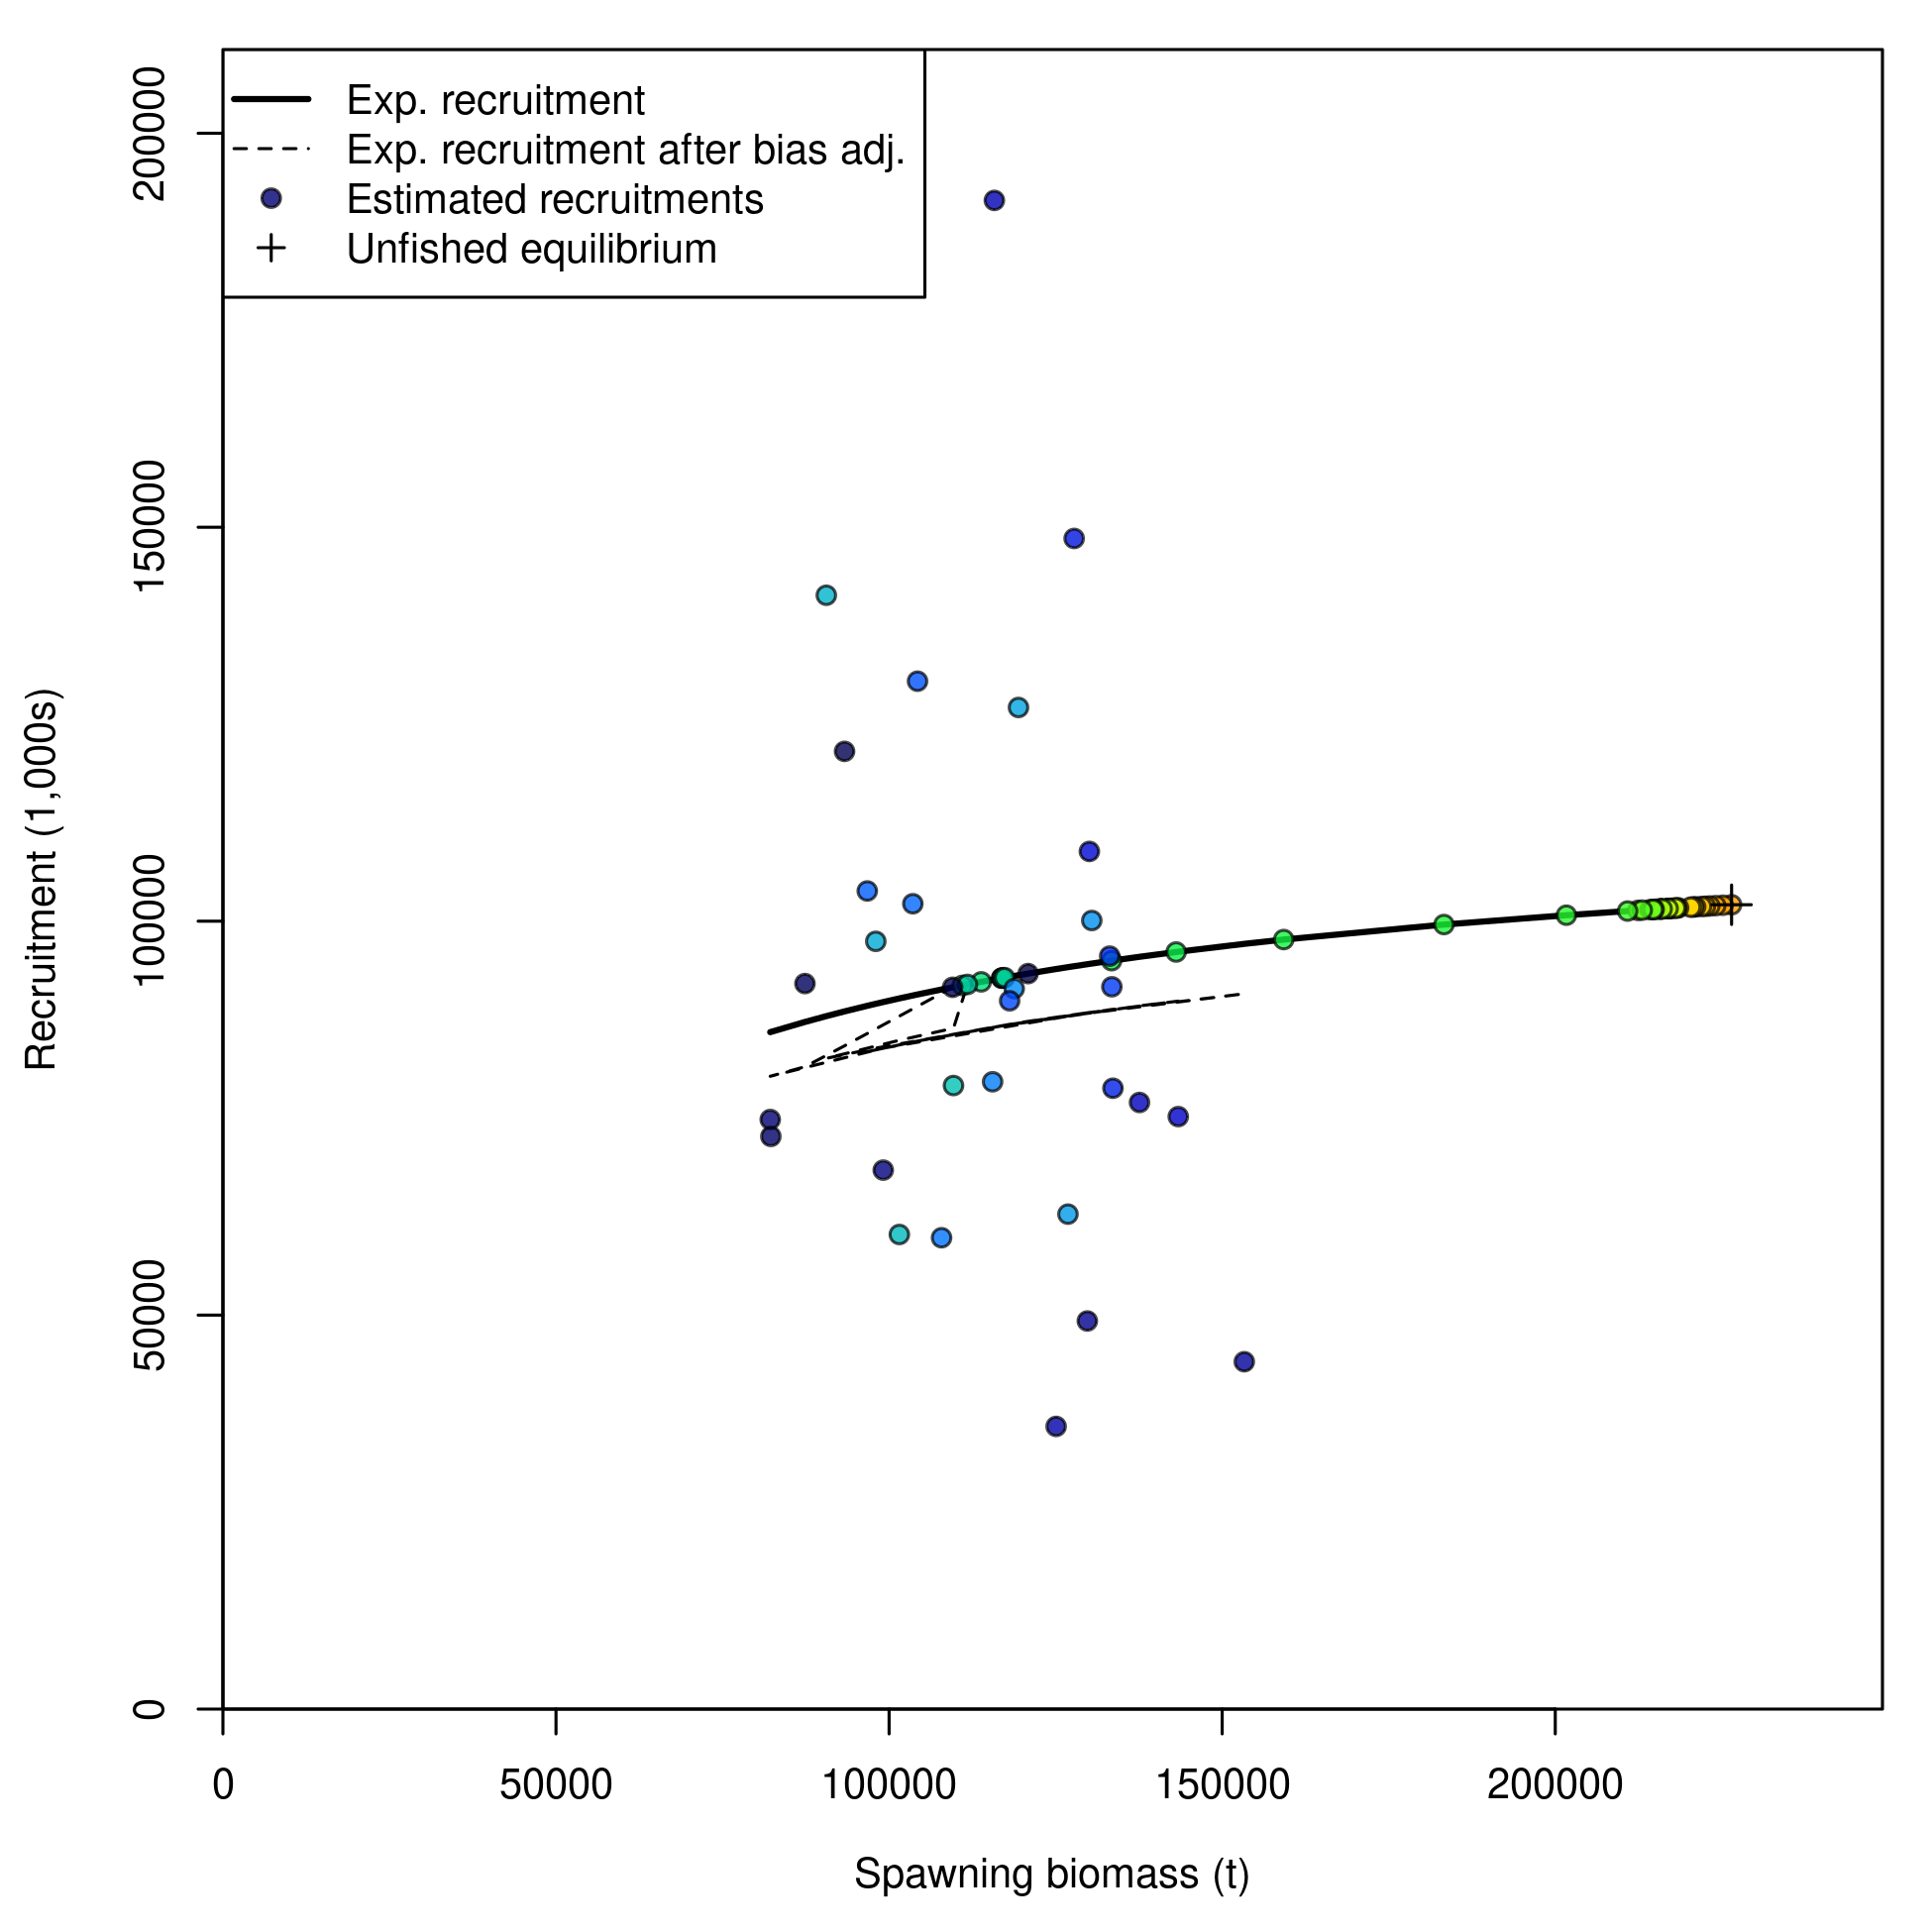 Exp. recruitment
Exp. recruitment after bias adj.
Estimated recruitments
Unfished equilibrium
200000
150000
100000
50000
0
Recruitment (1,000s)
0 50000 100000 150000 200000
Spawning biomass (t)